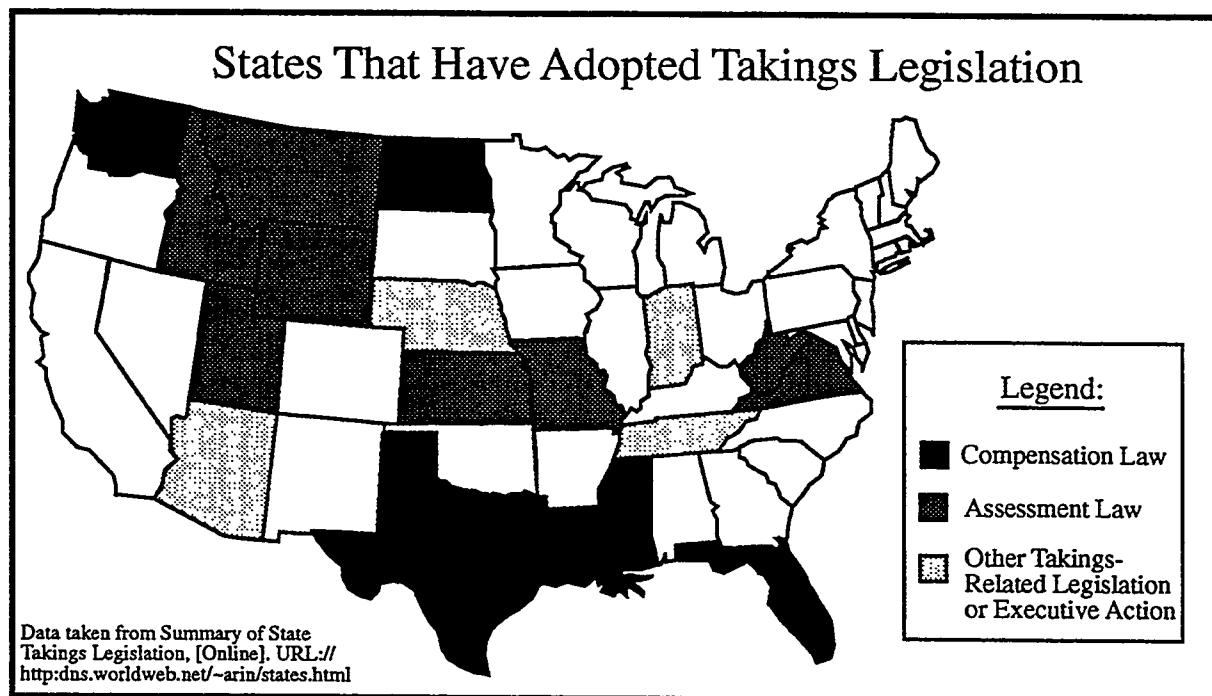 States That Have Adopted Takings Legislation
Legend:
Compensation Law
Assessment Law
Other Takings-
Related Legislation
or Executive Action
Data taken from Summary of State
Takings Legislation, [Online]. URL://
http:dns.worldweb.net/~arin/states.html